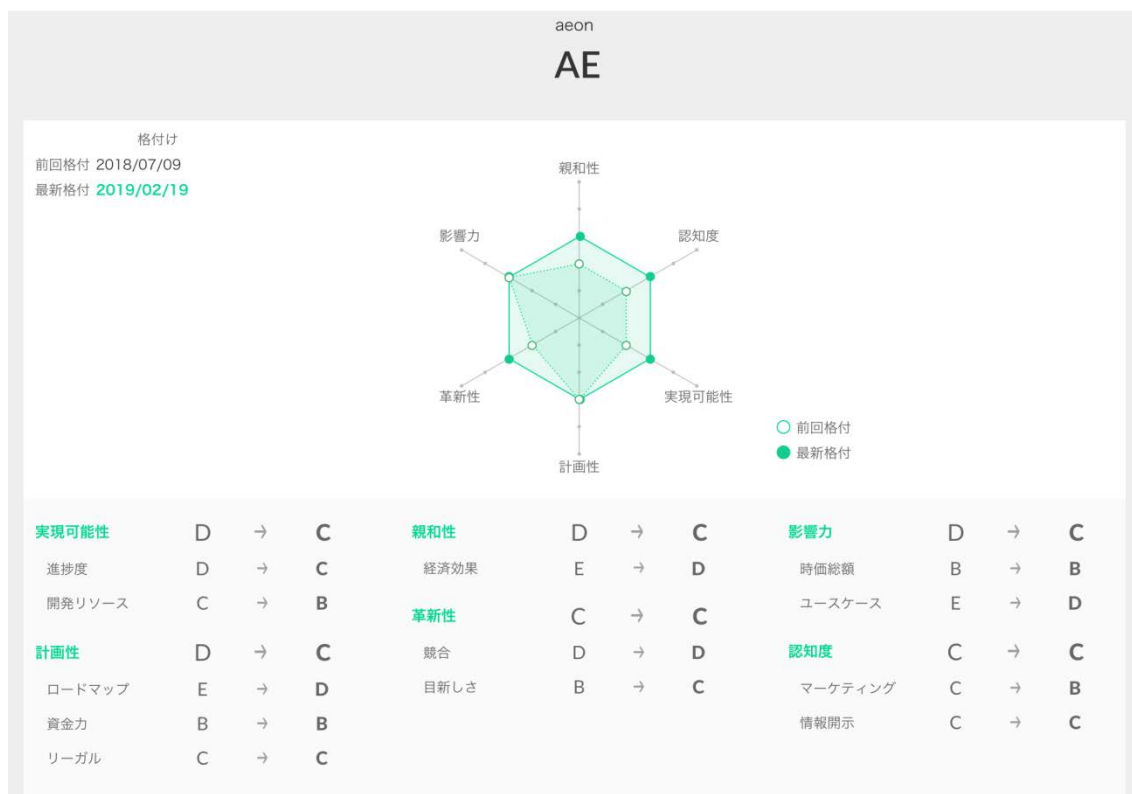 aeon
AE
格付け
前回格付 2018/07/09
最新格付 2019/02/19
親和性
影響力
認知度
革新性
実現可能性
計画性
前回格付
最新格付
実現可能性 D → C
進捗度 D → C
開発リソース C → B
計画性 D → C
ロードマップ E → D
資金力 B → B
リーガル C → C
親和性 D → C
経済効果 E → D
革新性 C → C
競合 D → D
目新しさ B → C
影響力 D → C
時価総額 B → B
ユースケース E → D
認知度 C → C
マーケティング C → B
情報開示 C → C